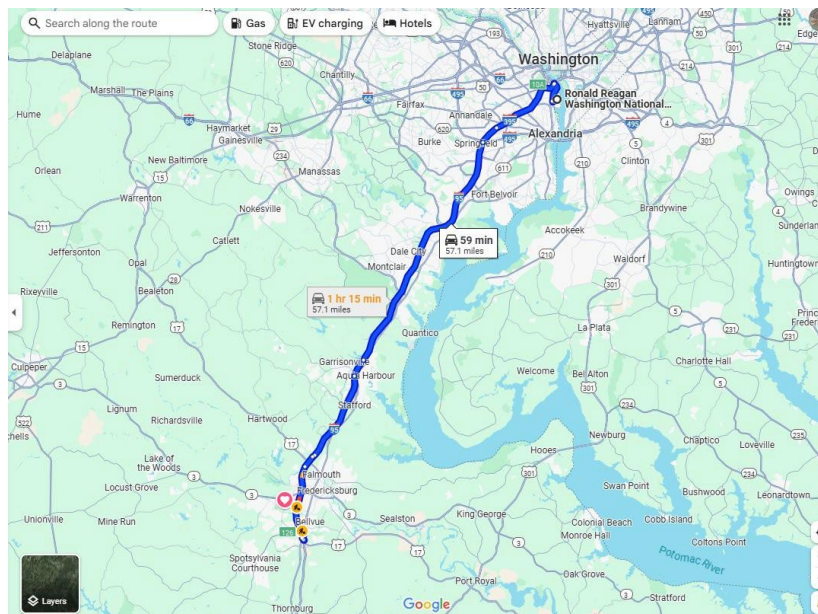 Search along the route
Gas
EV charging
Hotels
Hyattsville
Lanham
Delaplane
Stone Ridge
Washington
Marshall
The Plains
Chantilly
Ronald Reagan
Washington National...
Hume
Fairfax
Annandale
Haymarket
Gainesville
Burke
Springfield
Alexandria
Orlean
New Baltimore
Manassas
Clinton
Warrenton
Fort Belvoir
Owings
Nokesville
Brandywine
Sunderland
59 min
57.1 miles
Accokeek
Jeffersonton
Catlett
Dale City
Huntingtown
Opal
Montclair
Waldorf
Rixeyville
Bealeton
1 hr 15 min
57.1 miles
Prince
Freder
Remington
Quantico
La Plata
Garrisonville
Charlotte Hall
Culpeper
Sumerduck
Aquia Harbour
Welcome
Bel Alton
Lignum
Stafford
Richardsville
Hartwood
Newburg
Chaptico
Loveville
Lake of
the Woods
Falmouth
Hooes
Locust Grove
Fredericksburg
Swan Point
Bushwood
Leonardtown
Unionville
Mine Run
Bellvue
Sealston
King George
Colonial Beach
Cobb Island
Monroe Hall
Coltons Point
Spotsylvania
Courthouse
Potomac River
Layers
Port Royal
Oak Grove
Thornburg
Google
Stratford